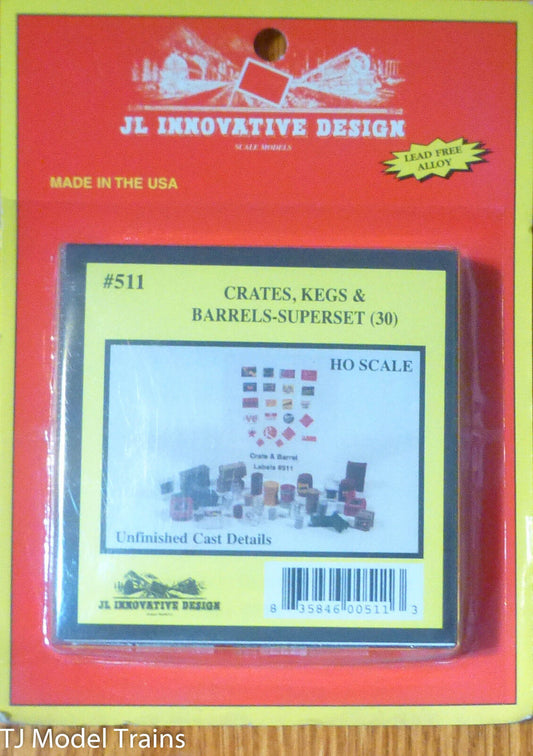 JL INNOVATIVE DESIGN
SCALE MODELS
LEAD FREE
ALLOY
MADE IN THE USA
#511
CRATES, KEGS &
BARRELS-SUPERSET (30)
HO SCALE
Crate & Barrel
Labels #511
Unfinished Cast Details
JL INNOVATIVE DESIGN
8 35846 00511 3
TJ Model Trains